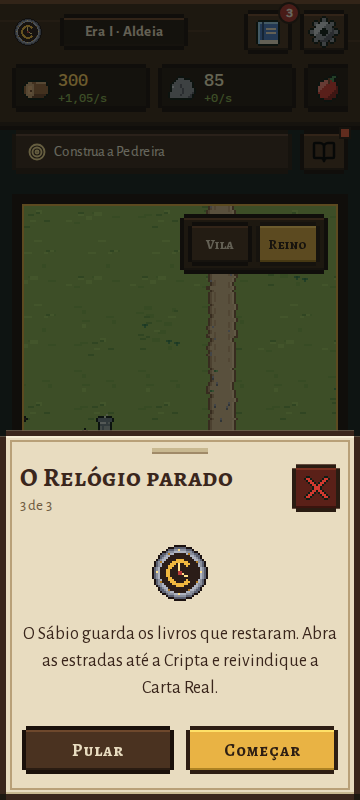 3
Era I · Aldeia
300
+1,05/s
85
+0/s
Construa a Pedreira
Vila
Reino
O Relógio parado
3 de 3
O Sábio guarda os livros que restaram. Abra
as estradas até a Cripta e reivindique a
Carta Real.
Pular
Começar